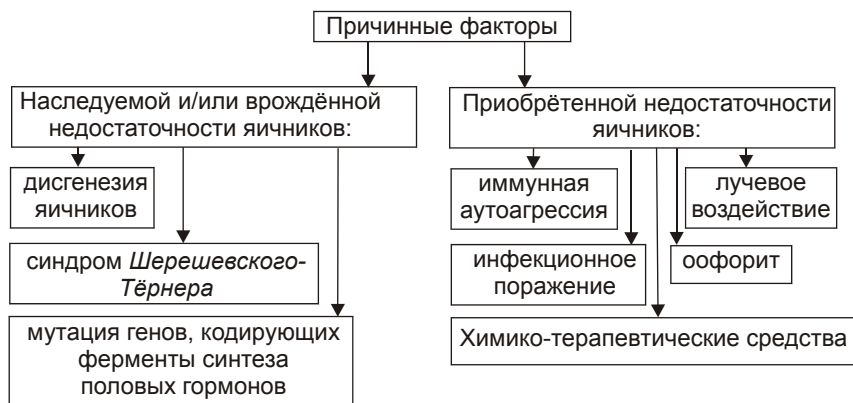 Причинные факторы
Наследуемой и/или врождённой
недостаточности яичников:
дисгенезия
яичников
синдром Шерешевского-
Тёрнера
мутация генов, кодирующих
ферменты синтеза
половых гормонов
Приобрётенной недостаточности
яичников:
иммунная
аутоагрессия
лучевое
воздействие
инфекционное
поражение
оофорит
Химико-терапевтические средства